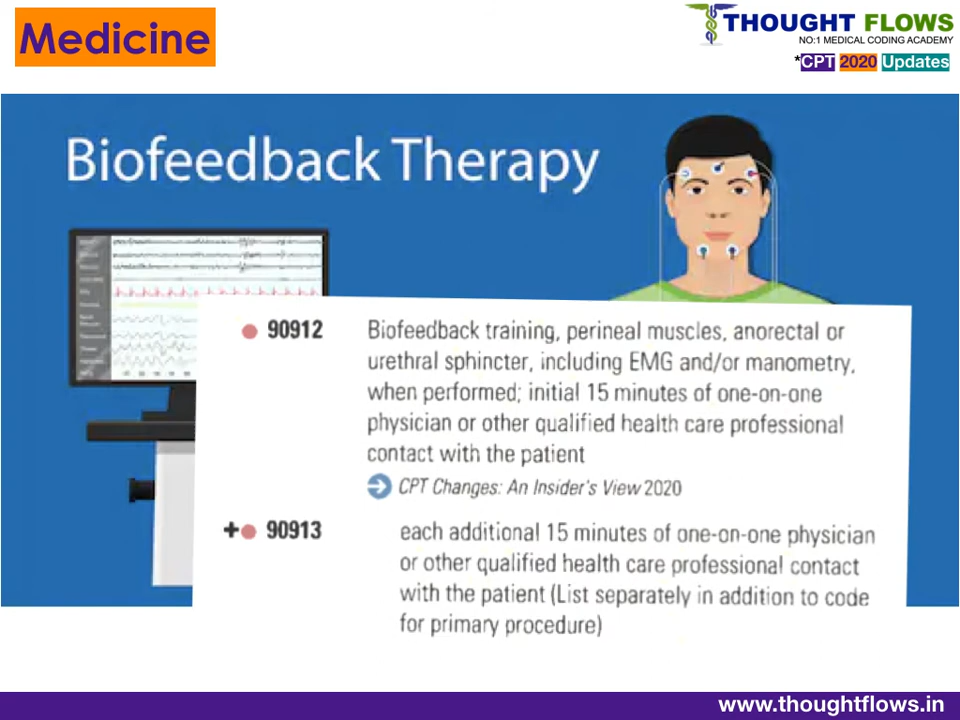 Medicine
THOUGHT FLOWS
NO:1 MEDICAL CODING ACADEMY
*CPT 2020 Updates
Biofeedback Therapy
90912 Biofeedback training, perineal muscles, anorectal or
urethral sphincter, including EMG and/or manometry,
when performed; initial 15 minutes of one-on-one
physician or other qualified health care professional
contact with the patient
CPT Changes: An Insider's View 2020
+ 90913 each additional 15 minutes of one-on-one physician
or other qualified health care professional contact
with the patient (List separately in addition to code
for primary procedure)
www.thoughtflows.in